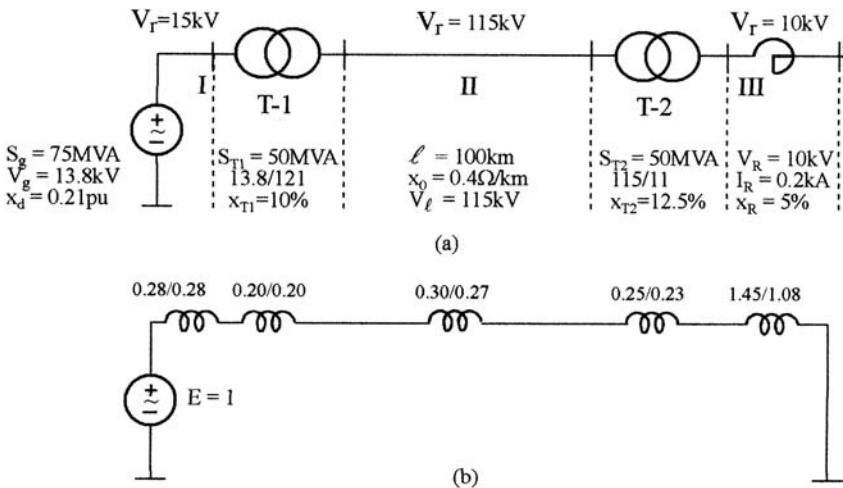 V_r=15kV V_r = 115kV V_r = 10kV
I T-1 II T-2 III
S_g = 75MVA
V_g = 13.8kV
x_d = 0.21pu
S_T1 = 50MVA
13.8/121
x_T1=10%
ℓ = 100km
x_0 = 0.4Ω/km
V_ℓ = 115kV
S_T2 = 50MVA
115/11
x_T2=12.5%
V_R = 10kV
I_R = 0.2kA
x_R = 5%
(a)
0.28/0.28 0.20/0.20 0.30/0.27 0.25/0.23 1.45/1.08
E = 1
(b)